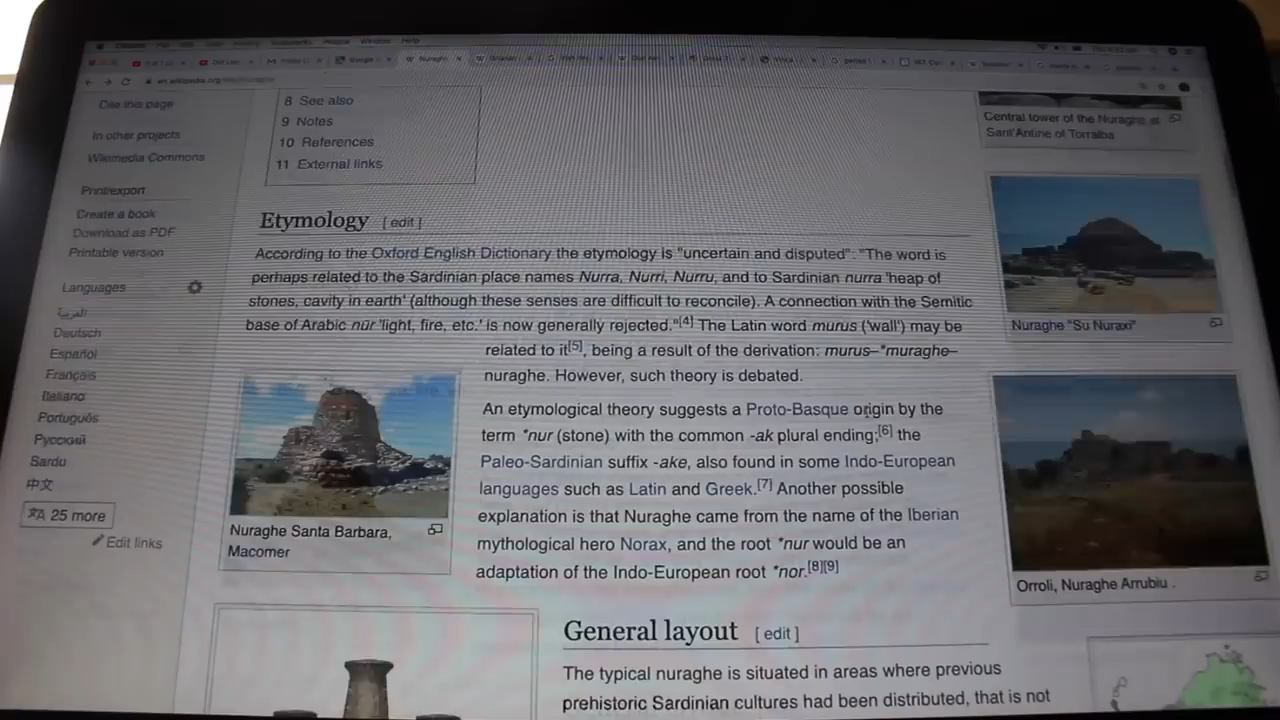 Window Help
en.wikipedia.org
Cite this page
In other projects
Wikimedia Commons
Print/export
Create a book
Download as PDF
Printable version
Languages
العربية
Deutsch
Español
Français
Italiano
Português
Русский
Sardu
中文
文A 25 more
Edit links
8 See also
9 Notes
10 References
11 External links
Etymology [ edit ]
According to the Oxford English Dictionary the etymology is "uncertain and disputed": "The word is
perhaps related to the Sardinian place names Nurra, Nurri, Nurru, and to Sardinian nurra 'heap of
stones, cavity in earth' (although these senses are difficult to reconcile). A connection with the Semitic
base of Arabic nūr 'light, fire, etc.' is now generally rejected."[4] The Latin word murus ('wall') may be
related to it[5], being a result of the derivation: murus–*muraghe–
nuraghe. However, such theory is debated.
An etymological theory suggests a Proto-Basque origin by the
term *nur (stone) with the common -ak plural ending;[6] the
Paleo-Sardinian suffix -ake, also found in some Indo-European
languages such as Latin and Greek.[7] Another possible
explanation is that Nuraghe came from the name of the Iberian
mythological hero Norax, and the root *nur would be an
adaptation of the Indo-European root *nor.[8][9]
Nuraghe Santa Barbara,
Macomer
General layout [ edit ]
The typical nuraghe is situated in areas where previous
prehistoric Sardinian cultures had been distributed, that is not
Central tower of the Nuraghe at
Sant'Antine of Torralba
Nuraghe "Su Nuraxi"
Orroli, Nuraghe Arrubiu .